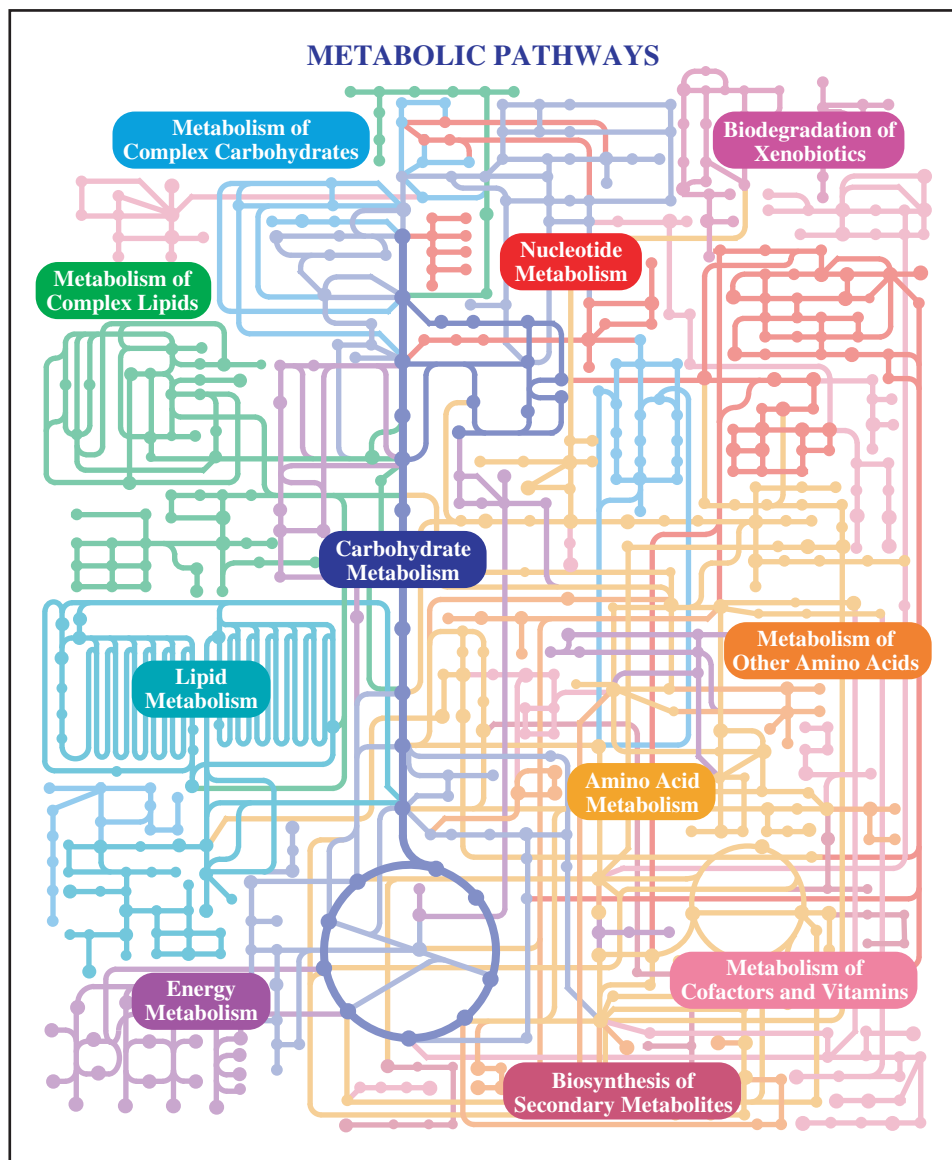 METABOLIC PATHWAYS
Metabolism of
Complex Carbohydrates
Biodegradation of
Xenobiotics
Nucleotide
Metabolism
Metabolism of
Complex Lipids
Carbohydrate
Metabolism
Lipid
Metabolism
Metabolism of
Other Amino Acids
Amino Acid
Metabolism
Energy
Metabolism
Metabolism of
Cofactors and Vitamins
Biosynthesis of
Secondary Metabolites